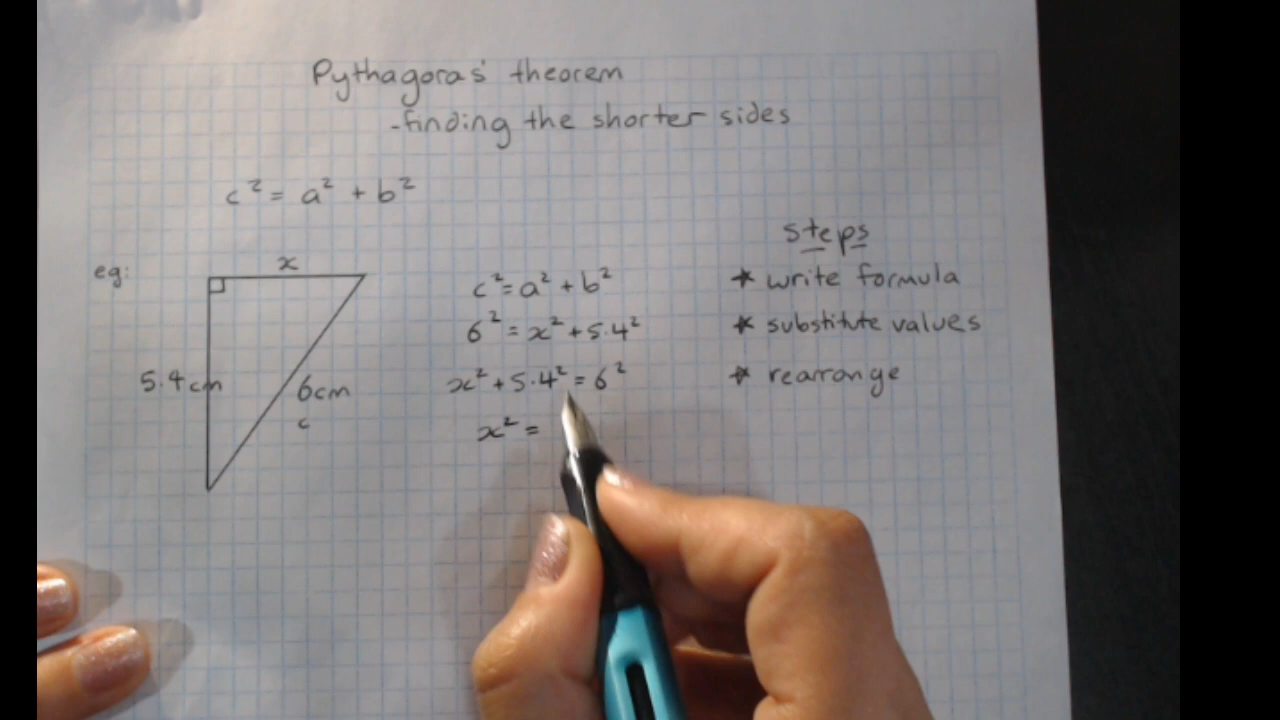 Pythagoras' theorem
-finding the shorter sides
c² = a² + b²
eg:
x
5.4cm
6cm
c
c² = a² + b²
6² = x² + 5.4²
x² + 5.4² = 6²
x² =
steps
* write formula
* substitute values
* rearrange